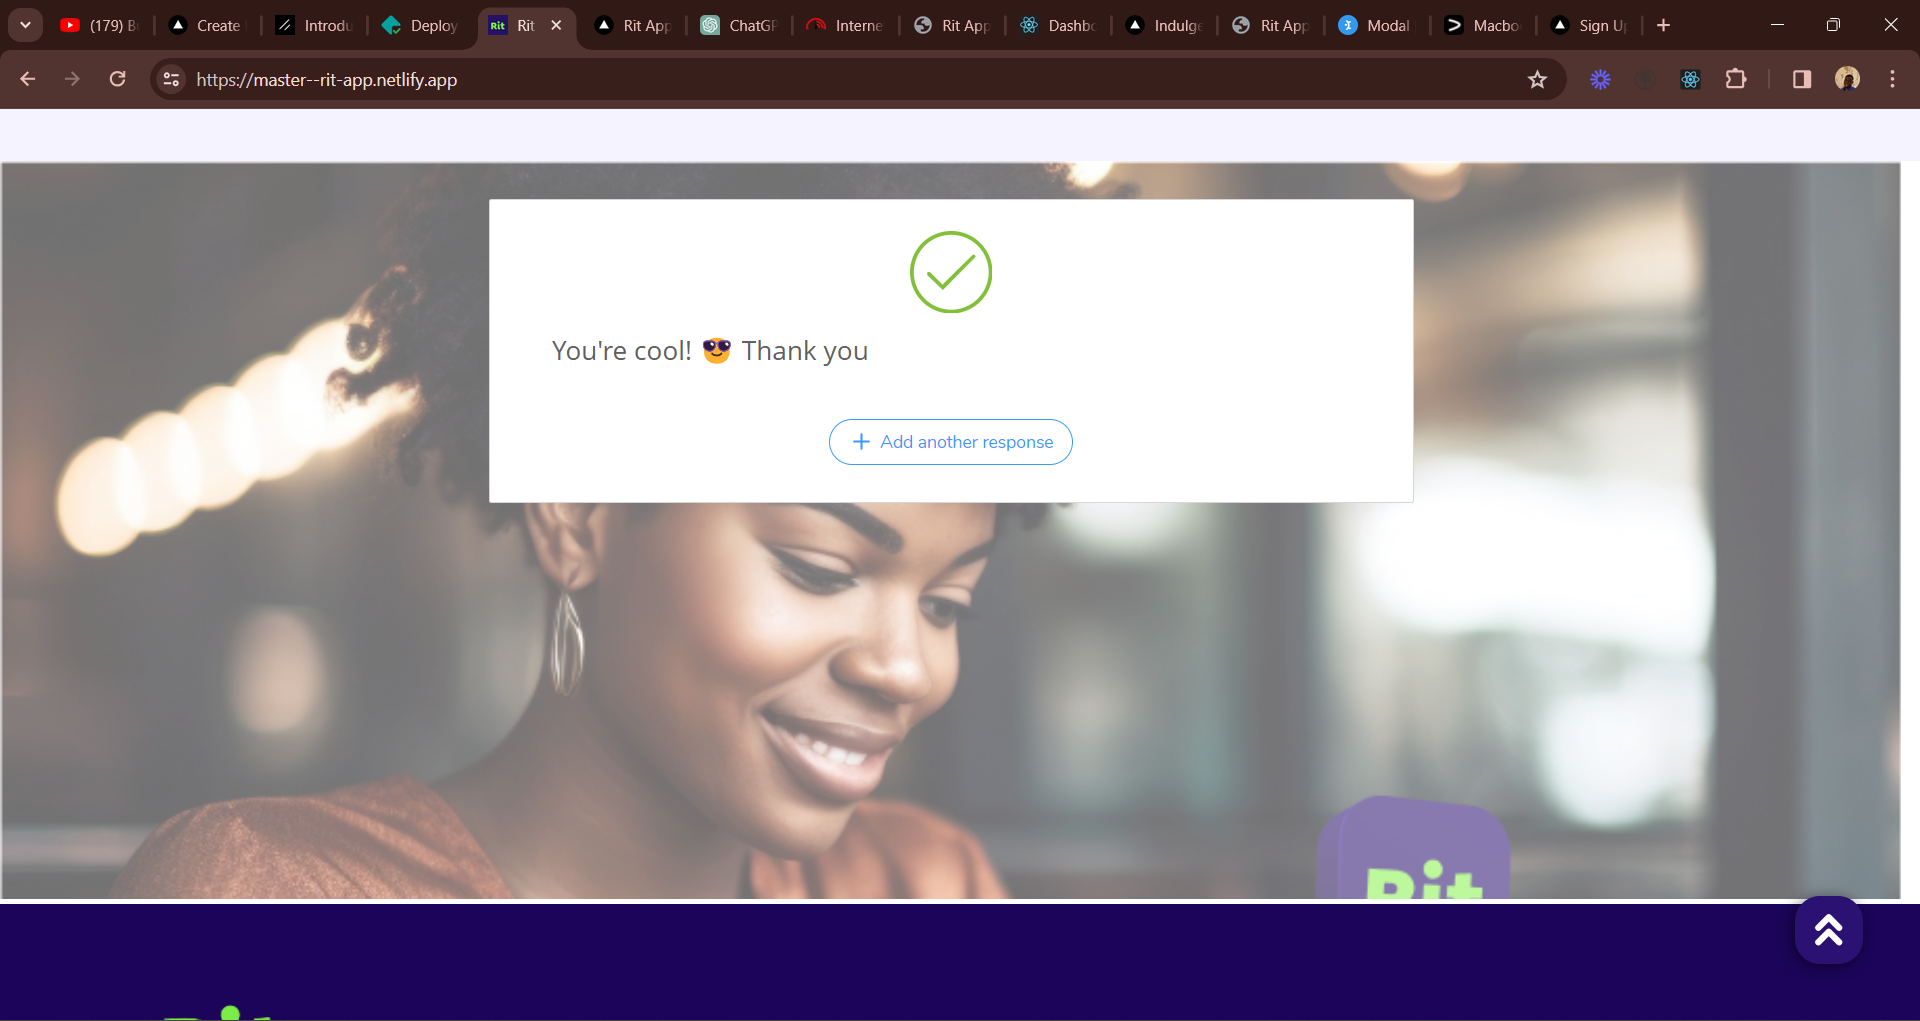 (179) B
Create
Introdu
Deploy
Rit
Rit App
ChatGP
Interne
Rit App
Dashbo
Indulge
Rit App
Modal
Macbo
Sign Up
https://master--rit-app.netlify.app
You're cool! 😎 Thank you
+ Add another response
Rit